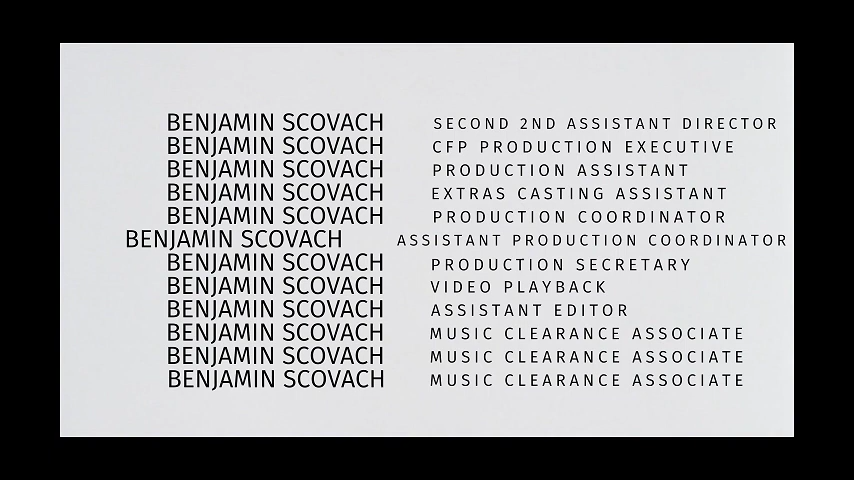 BENJAMIN SCOVACH SECOND 2ND ASSISTANT DIRECTOR
BENJAMIN SCOVACH CFP PRODUCTION EXECUTIVE
BENJAMIN SCOVACH PRODUCTION ASSISTANT
BENJAMIN SCOVACH EXTRAS CASTING ASSISTANT
BENJAMIN SCOVACH PRODUCTION COORDINATOR
BENJAMIN SCOVACH ASSISTANT PRODUCTION COORDINATOR
BENJAMIN SCOVACH PRODUCTION SECRETARY
BENJAMIN SCOVACH VIDEO PLAYBACK
BENJAMIN SCOVACH ASSISTANT EDITOR
BENJAMIN SCOVACH MUSIC CLEARANCE ASSOCIATE
BENJAMIN SCOVACH MUSIC CLEARANCE ASSOCIATE
BENJAMIN SCOVACH MUSIC CLEARANCE ASSOCIATE